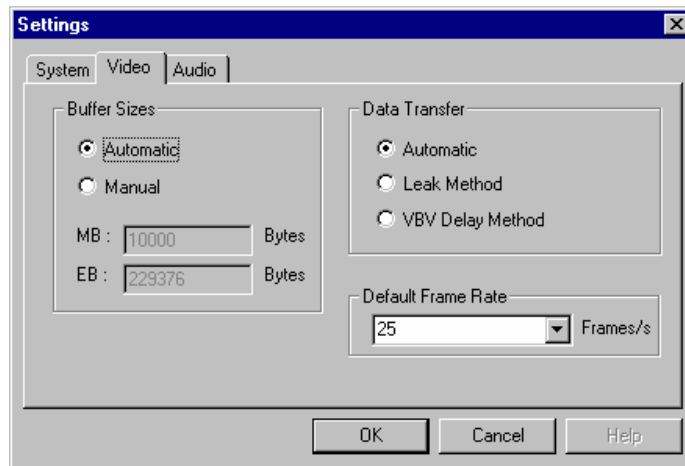 Settings
System Video Audio
Buffer Sizes
Automatic
Manual
MB : 10000 Bytes
EB : 229376 Bytes
Data Transfer
Automatic
Leak Method
VBV Delay Method
Default Frame Rate
25 Frames/s
OK Cancel Help